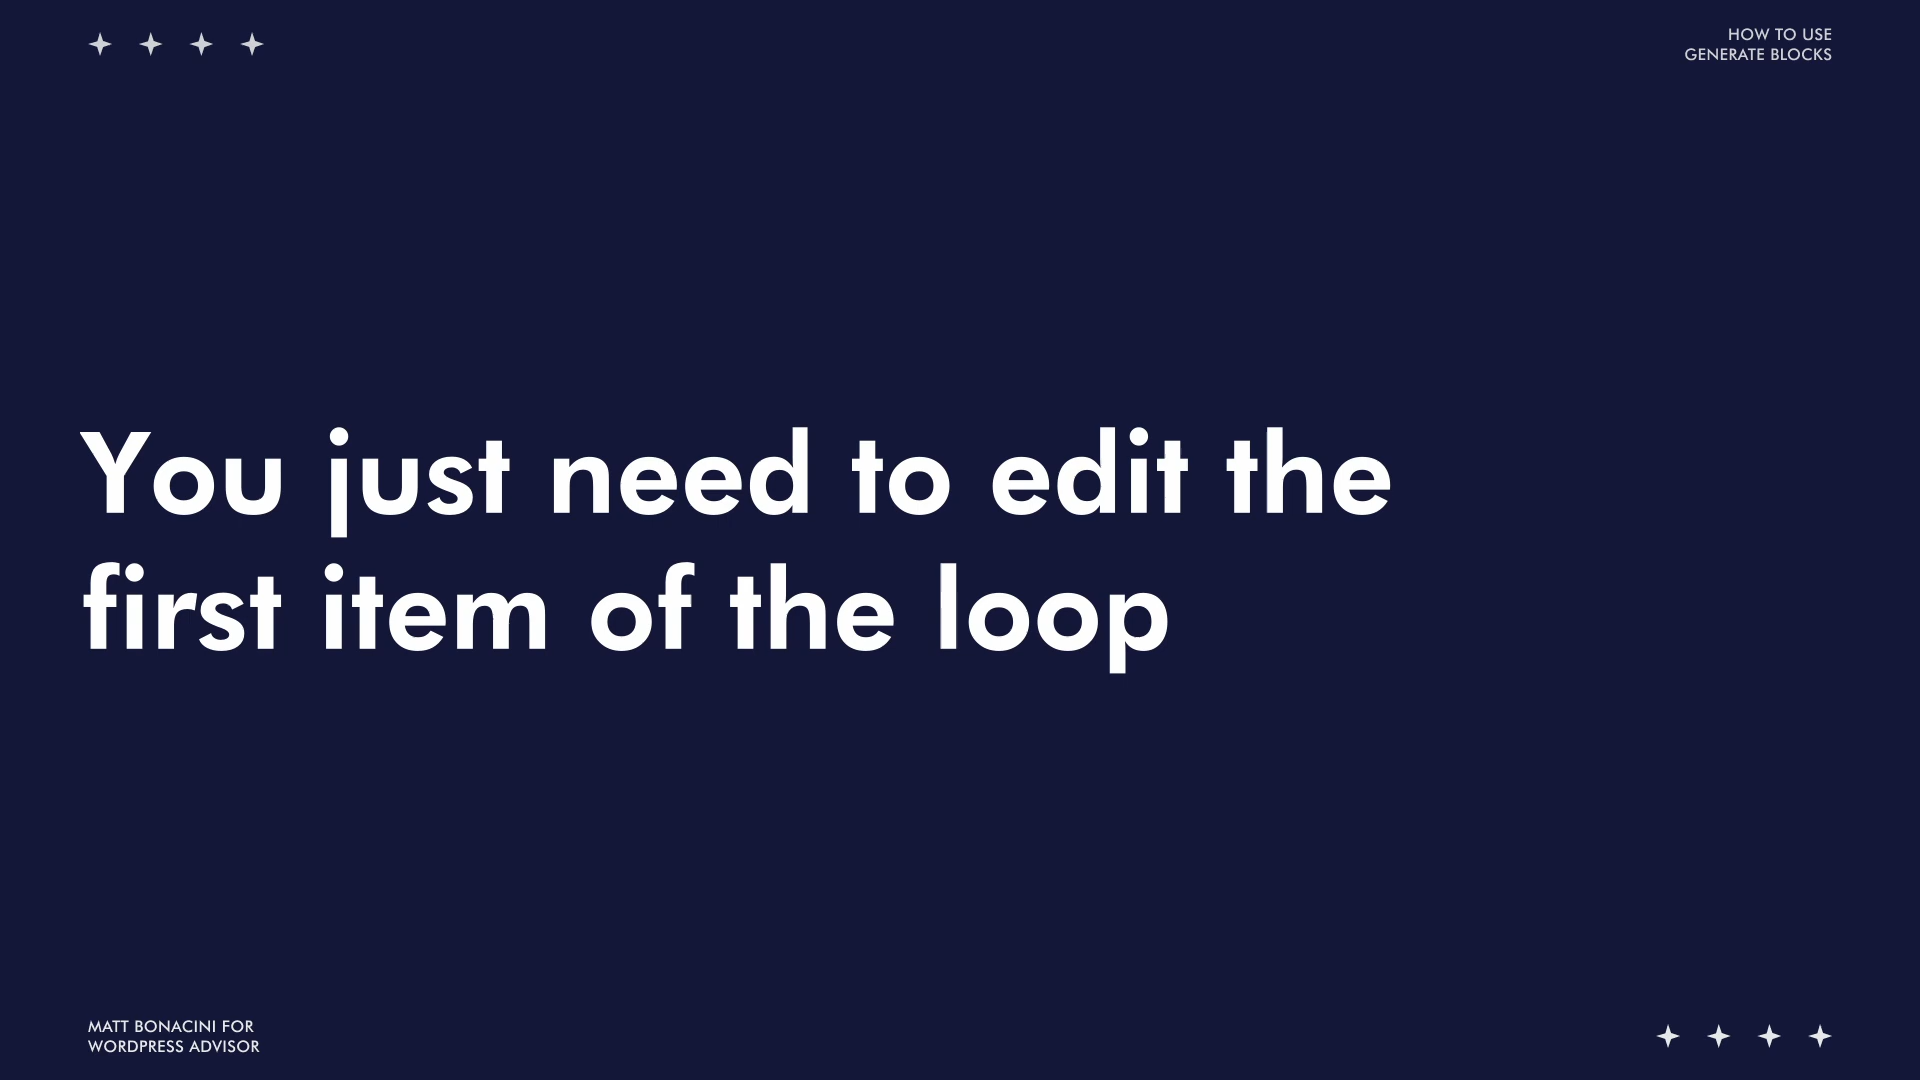 HOW TO USE
GENERATE BLOCKS
You just need to edit the
first item of the loop
MATT BONACINI FOR
WORDPRESS ADVISOR